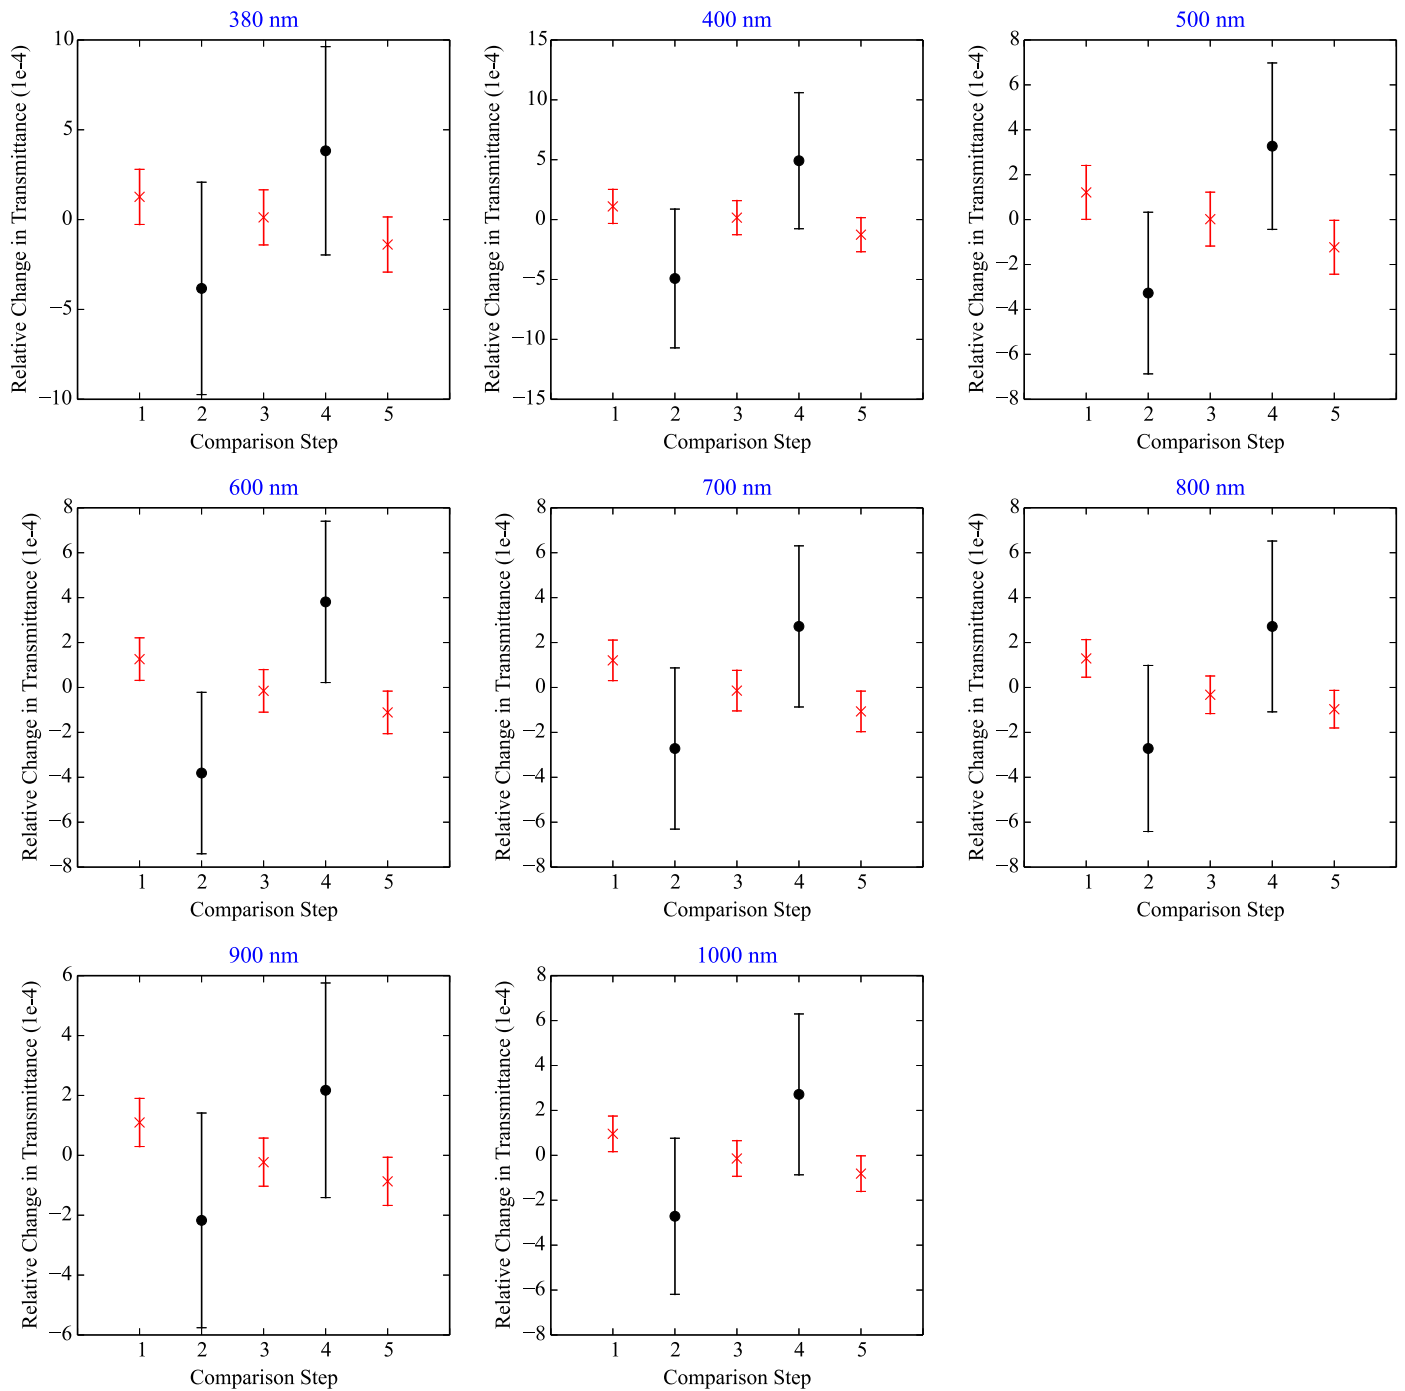 380 nm
Relative Change in Transmittance (1e-4)
10
5
0
−5
−10
1 2 3 4 5
Comparison Step
400 nm
Relative Change in Transmittance (1e-4)
15
10
5
0
−5
−10
−15
1 2 3 4 5
Comparison Step
500 nm
Relative Change in Transmittance (1e-4)
8
6
4
2
0
−2
−4
−6
−8
1 2 3 4 5
Comparison Step
600 nm
Relative Change in Transmittance (1e-4)
8
6
4
2
0
−2
−4
−6
−8
1 2 3 4 5
Comparison Step
700 nm
Relative Change in Transmittance (1e-4)
8
6
4
2
0
−2
−4
−6
−8
1 2 3 4 5
Comparison Step
800 nm
Relative Change in Transmittance (1e-4)
8
6
4
2
0
−2
−4
−6
−8
1 2 3 4 5
Comparison Step
900 nm
Relative Change in Transmittance (1e-4)
6
4
2
0
−2
−4
−6
1 2 3 4 5
Comparison Step
1000 nm
Relative Change in Transmittance (1e-4)
8
6
4
2
0
−2
−4
−6
−8
1 2 3 4 5
Comparison Step